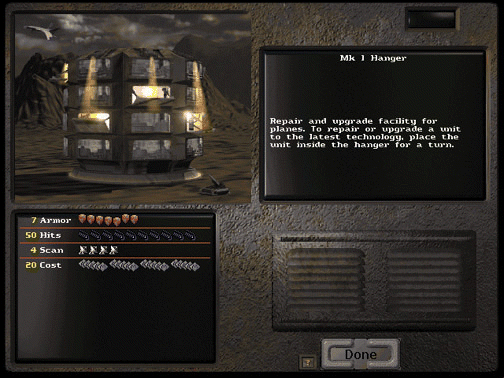 Mk I Hanger
Repair and upgrade facility for
planes. To repair or upgrade a unit
to the latest technology, place the
unit inside the hanger for a turn.
7 Armor
50 Hits
4 Scan
20 Cost
?
Done